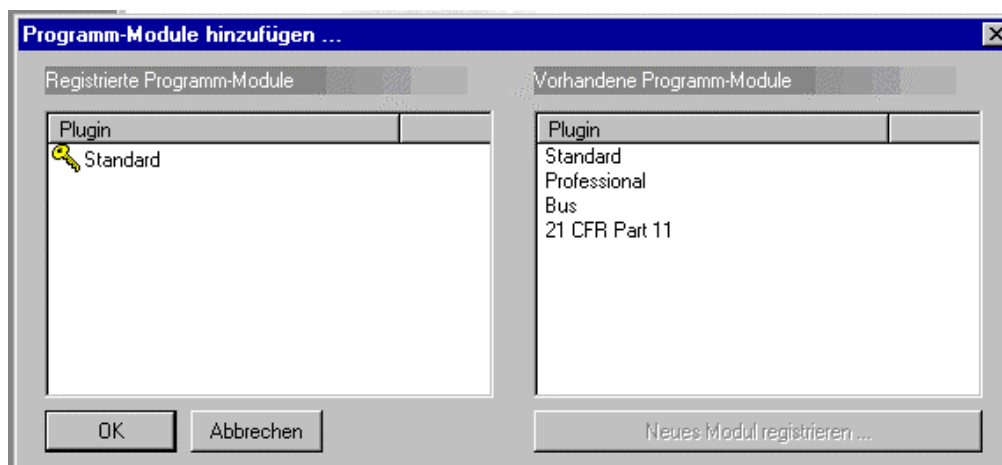 Programm-Module hinzufügen ...
Registrierte Programm-Module
Plugin
Standard
Vorhandene Programm-Module
Plugin
Standard
Professional
Bus
21 CFR Part 11
OK
Abbrechen
Neues Modul registrieren ...